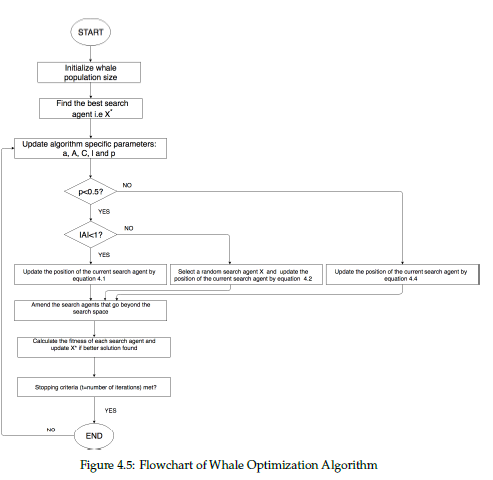 START
Initialize whale
population size
Find the best search
agent i.e X*
Update algorithm specific parameters:
a, A, C, l and p
p<0.5?
NO
YES
|A|<1?
NO
YES
Update the position of the current search agent by
equation 4.1
Select a random search agent X and update the
position of the current search agent by equation 4.2
Update the position of the current search agent by
equation 4.4
Amend the search agents that go beyond the
search space
Calculate the fitness of each search agent and
update X* if better solution found
Stopping criteria (t=number of iterations) met?
YES
NO
END
Figure 4.5: Flowchart of Whale Optimization Algorithm